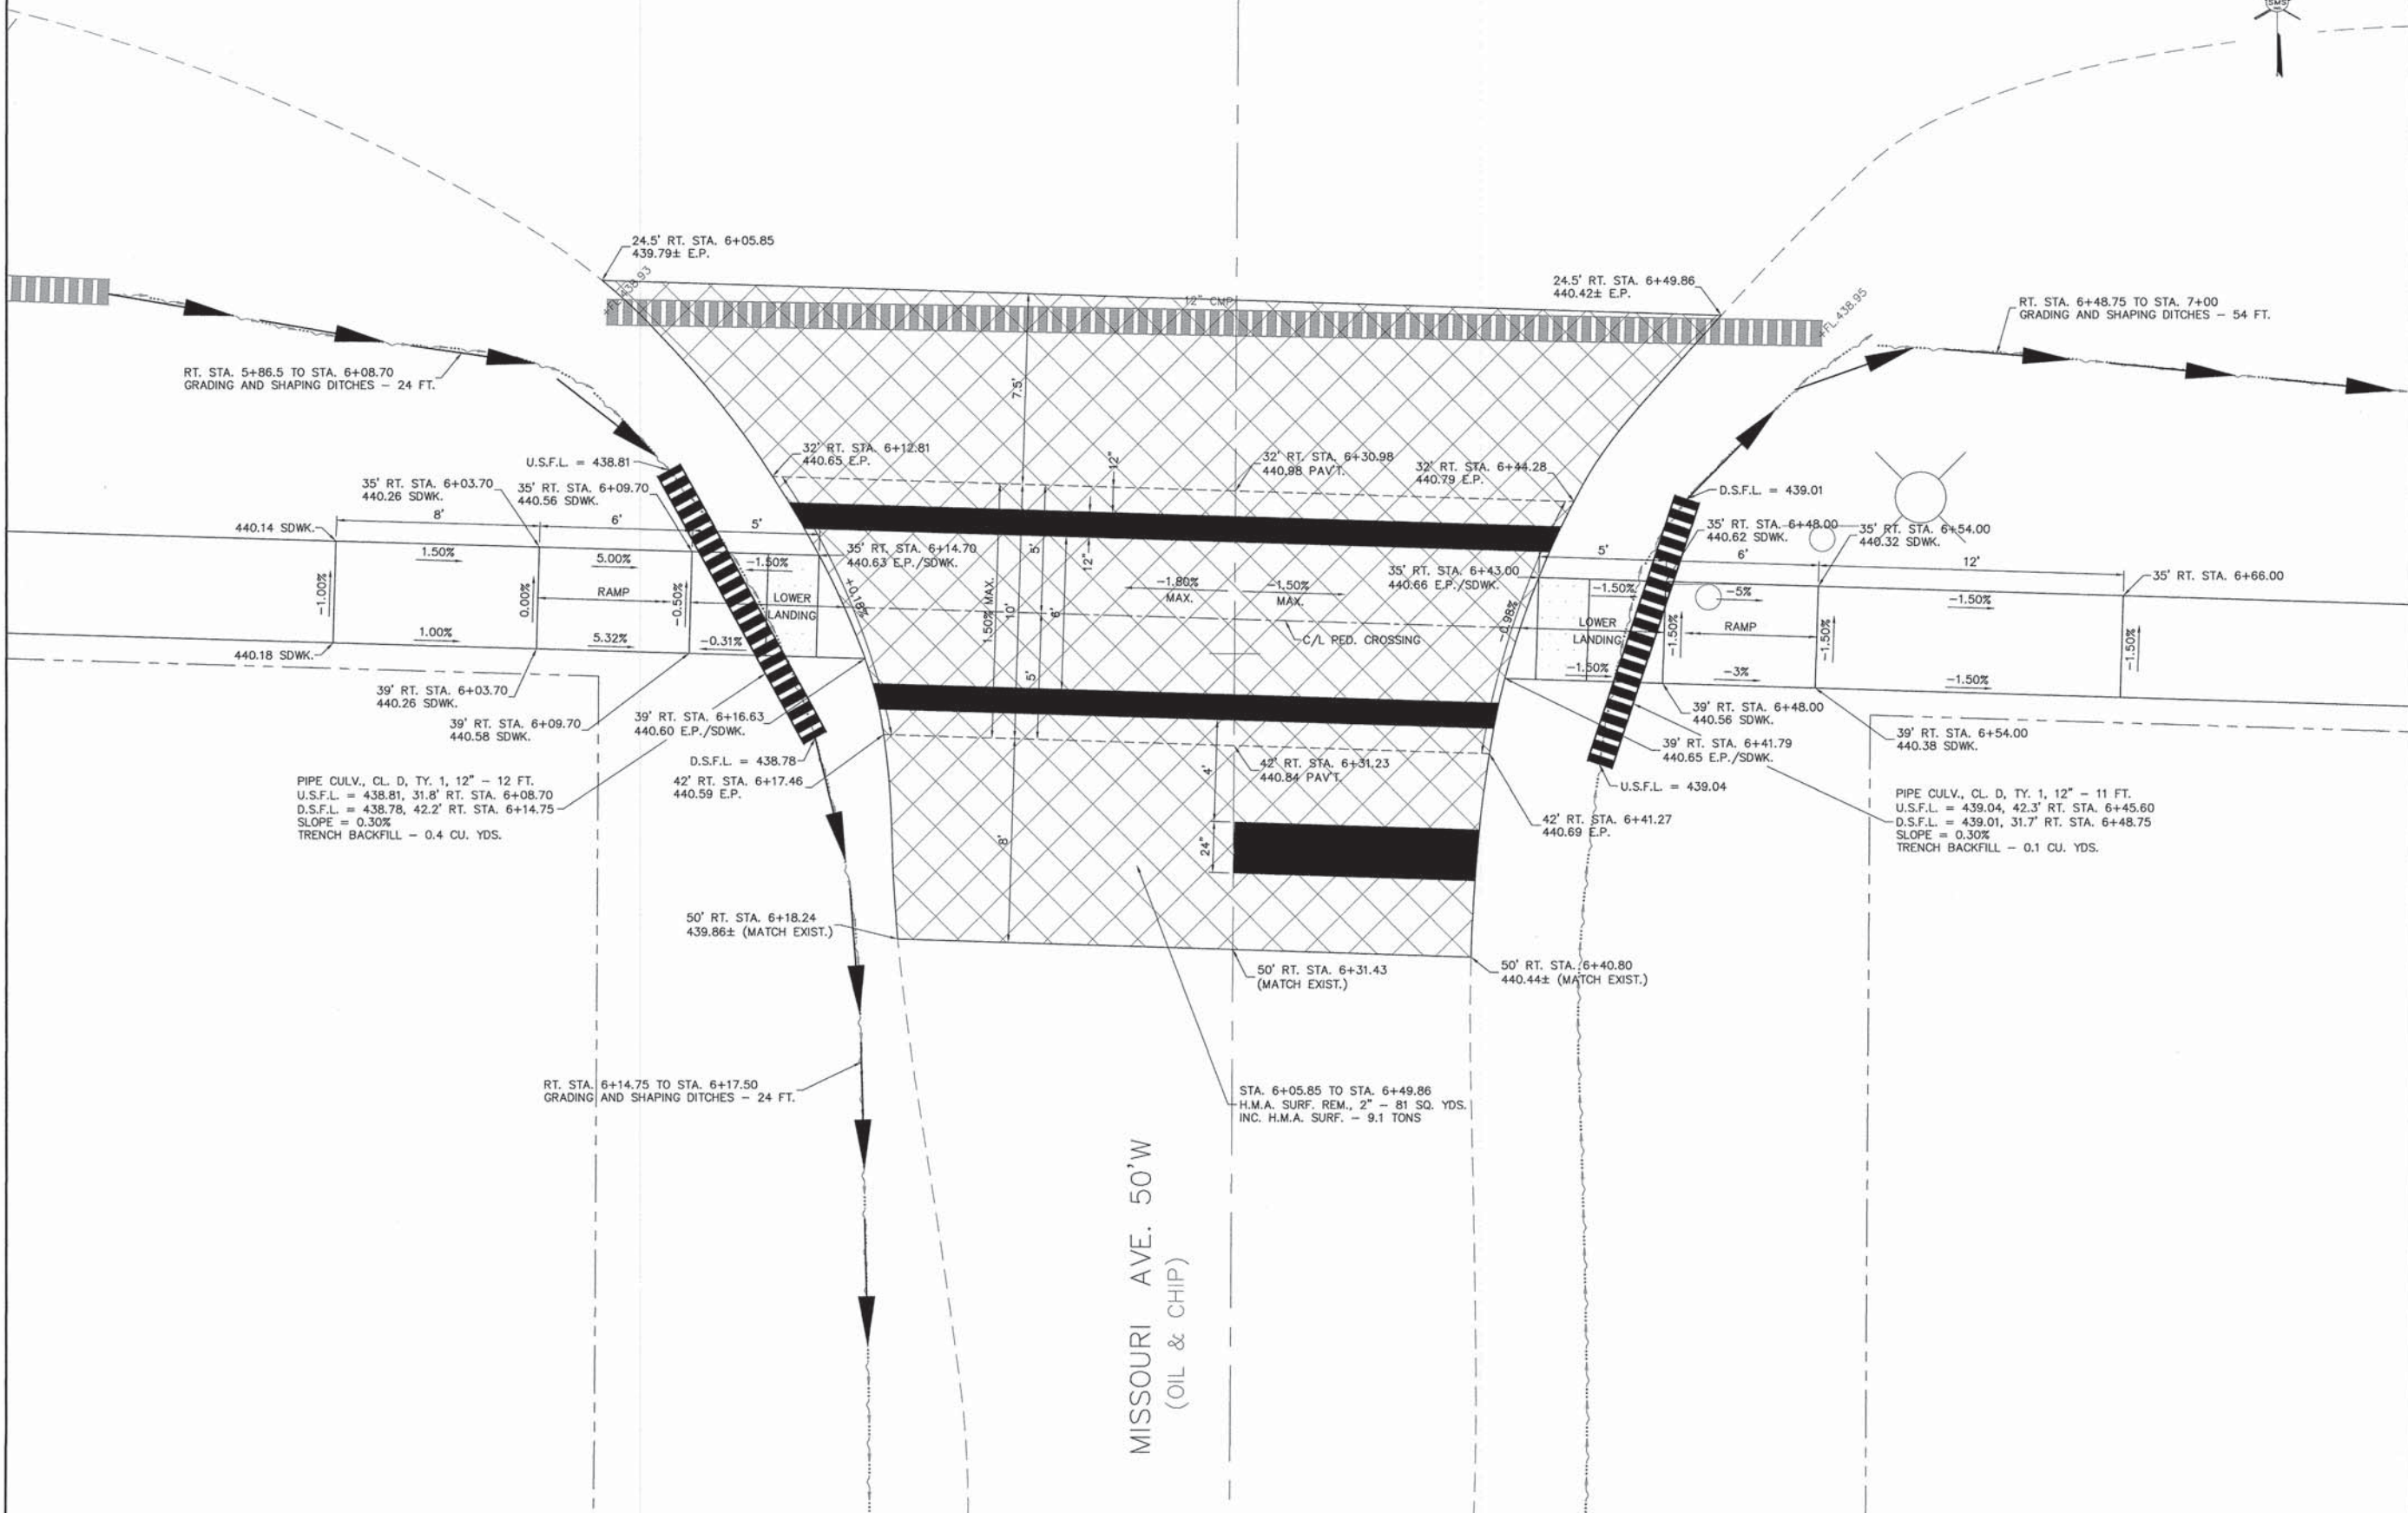 SMS
24.5' RT. STA. 6+05.85
439.79± E.P.
FL 438.93
12" CMP
24.5' RT. STA. 6+49.86
440.42± E.P.
FL 438.95
RT. STA. 6+48.75 TO STA. 7+00
GRADING AND SHAPING DITCHES – 54 FT.
RT. STA. 5+86.5 TO STA. 6+08.70
GRADING AND SHAPING DITCHES – 24 FT.
7.5'
32' RT. STA. 6+12.81
440.65 E.P.
12"
32' RT. STA. 6+30.98
440.98 PAV'T.
32' RT. STA. 6+44.28
440.79 E.P.
U.S.F.L. = 438.81
D.S.F.L. = 439.01
35' RT. STA. 6+03.70
440.26 SDWK.
35' RT. STA. 6+09.70
440.56 SDWK.
440.14 SDWK.
8'
6'
5'
35' RT. STA. 6+14.70
440.63 E.P./SDWK.
5'
12"
35' RT. STA. 6+43.00
440.66 E.P./SDWK.
5'
35' RT. STA. 6+48.00
440.62 SDWK.
6'
35' RT. STA. 6+54.00
440.32 SDWK.
12'
35' RT. STA. 6+66.00
1.50%
5.00%
-1.50%
-1.00%
0.00%
RAMP
-0.50%
LOWER
LANDING
+0.18%
1.50% MAX.
10'
6'
-1.80%
MAX.
-1.50%
MAX.
C/L PED. CROSSING
-0.98%
-1.50%
LOWER
LANDING
-1.50%
-1.50%
-5%
RAMP
-1.50%
-1.50%
-1.50%
1.00%
5.32%
-0.31%
-3%
-1.50%
440.18 SDWK.
5'
39' RT. STA. 6+03.70
440.26 SDWK.
39' RT. STA. 6+09.70
440.58 SDWK.
39' RT. STA. 6+16.63
440.60 E.P./SDWK.
39' RT. STA. 6+48.00
440.56 SDWK.
39' RT. STA. 6+54.00
440.38 SDWK.
39' RT. STA. 6+41.79
440.65 E.P./SDWK.
D.S.F.L. = 438.78
42' RT. STA. 6+17.46
440.59 E.P.
42' RT. STA. 6+31.23
440.84 PAV'T.
4'
U.S.F.L. = 439.04
42' RT. STA. 6+41.27
440.69 E.P.
PIPE CULV., CL. D, TY. 1, 12" – 12 FT.
U.S.F.L. = 438.81, 31.8' RT. STA. 6+08.70
D.S.F.L. = 438.78, 42.2' RT. STA. 6+14.75
SLOPE = 0.30%
TRENCH BACKFILL – 0.4 CU. YDS.
PIPE CULV., CL. D, TY. 1, 12" – 11 FT.
U.S.F.L. = 439.04, 42.3' RT. STA. 6+45.60
D.S.F.L. = 439.01, 31.7' RT. STA. 6+48.75
SLOPE = 0.30%
TRENCH BACKFILL – 0.1 CU. YDS.
8'
24"
50' RT. STA. 6+18.24
439.86± (MATCH EXIST.)
50' RT. STA. 6+31.43
(MATCH EXIST.)
50' RT. STA. 6+40.80
440.44± (MATCH EXIST.)
RT. STA. 6+14.75 TO STA. 6+17.50
GRADING AND SHAPING DITCHES – 24 FT.
STA. 6+05.85 TO STA. 6+49.86
H.M.A. SURF. REM., 2" – 81 SQ. YDS.
INC. H.M.A. SURF. – 9.1 TONS
MISSOURI AVE. 50'W
(OIL & CHIP)